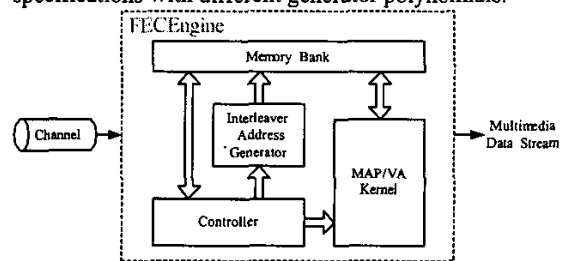 specifications with different generator polynomials.
FECEngine
Memory Bank
Interleaver
Address
Generator
Channel
MAP/VA
Kernel
Multimedia
Data Stream
Controller